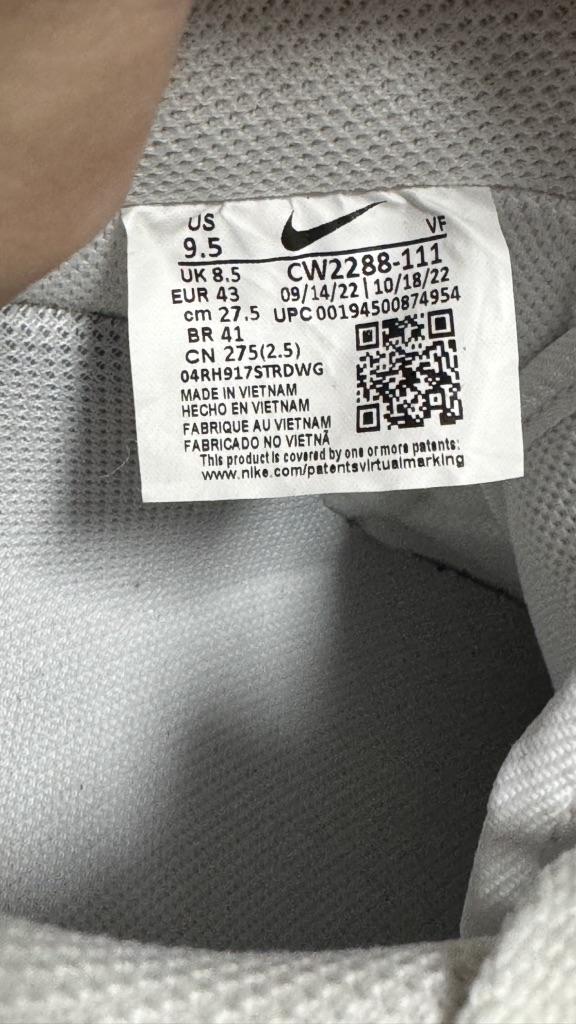 US
9.5
VF
UK 8.5
CW2288-111
EUR 43
09/14/22 | 10/18/22
cm 27.5
UPC 00194500874954
BR 41
CN 275(2.5)
04RH917STRDWG
MADE IN VIETNAM
HECHO EN VIETNAM
FABRIQUE AU VIETNAM
FABRICADO NO VIETNÃ
This product is covered by one or more patents:
www.nike.com/patentsvirtualmarking